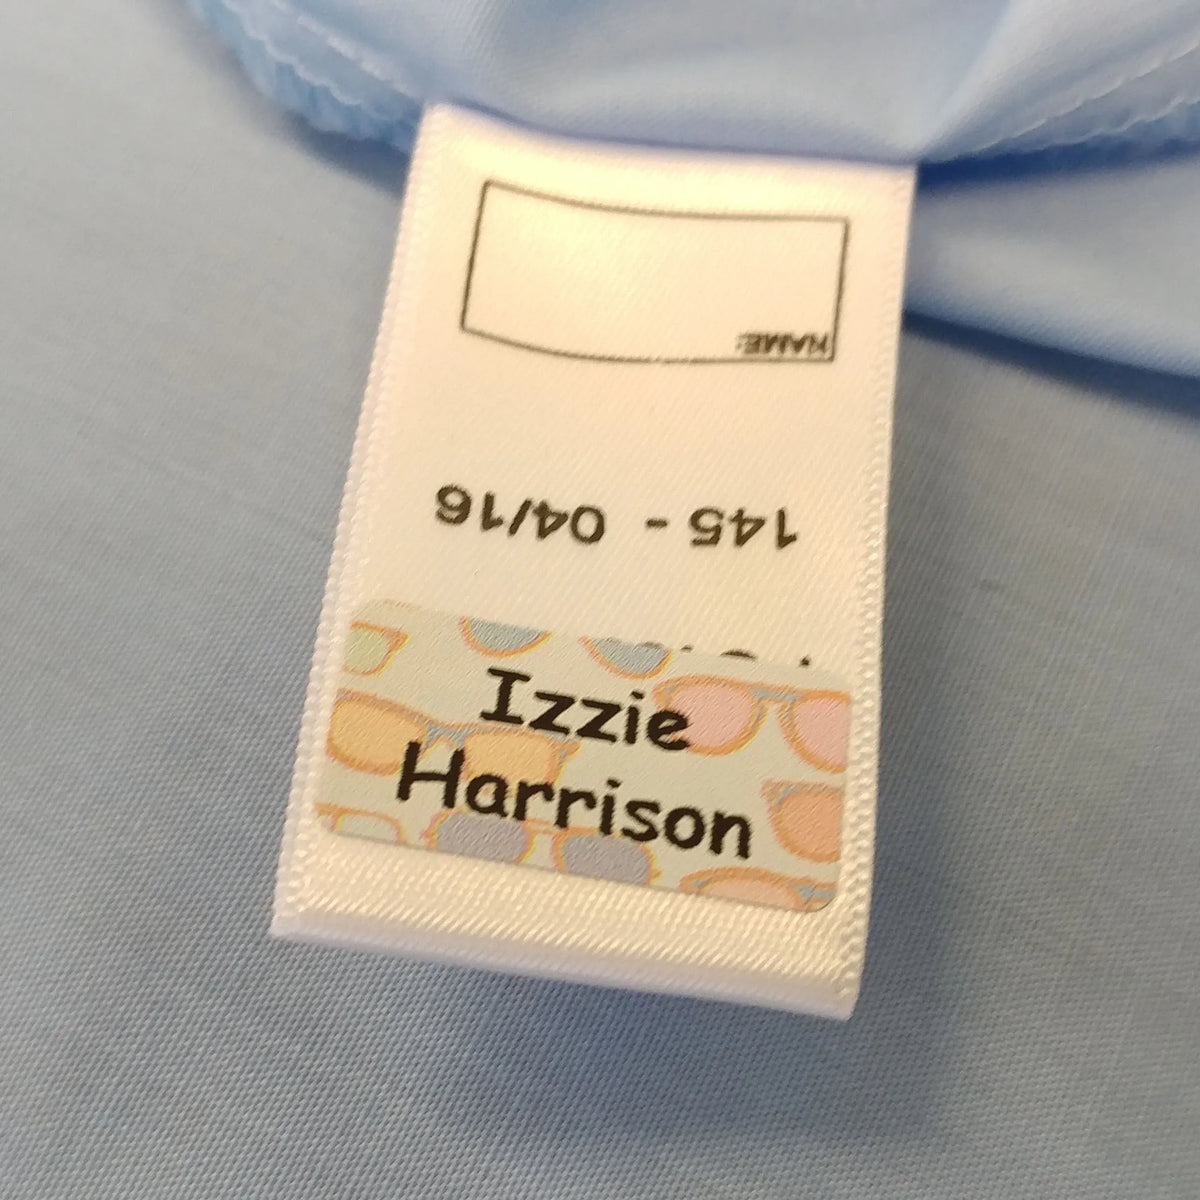 NAME:
145 - 04/16
Izzie
Harrison